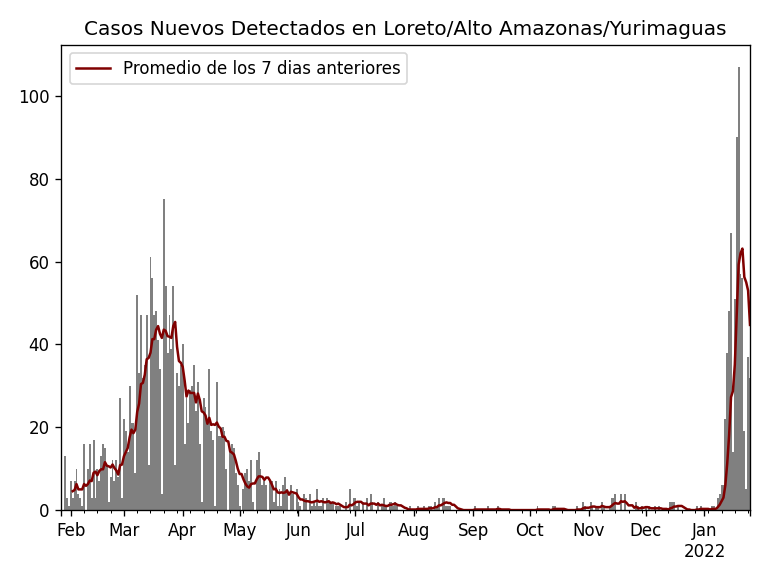 Casos Nuevos Detectados en Loreto/Alto Amazonas/Yurimaguas
Promedio de los 7 dias anteriores
100
80
60
40
20
0
Feb Mar Apr May Jun Jul Aug Sep Oct Nov Dec Jan
2022